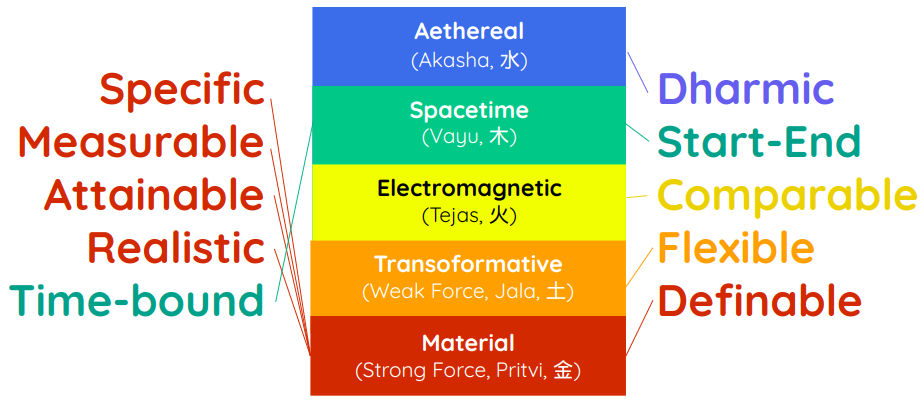 Specific
Measurable
Attainable
Realistic
Time-bound
Aethereal
(Akasha, 水)
Spacetime
(Vayu, 木)
Electromagnetic
(Tejas, 火)
Transoformative
(Weak Force, Jala, 土)
Material
(Strong Force, Pritvi, 金)
Dharmic
Start-End
Comparable
Flexible
Definable